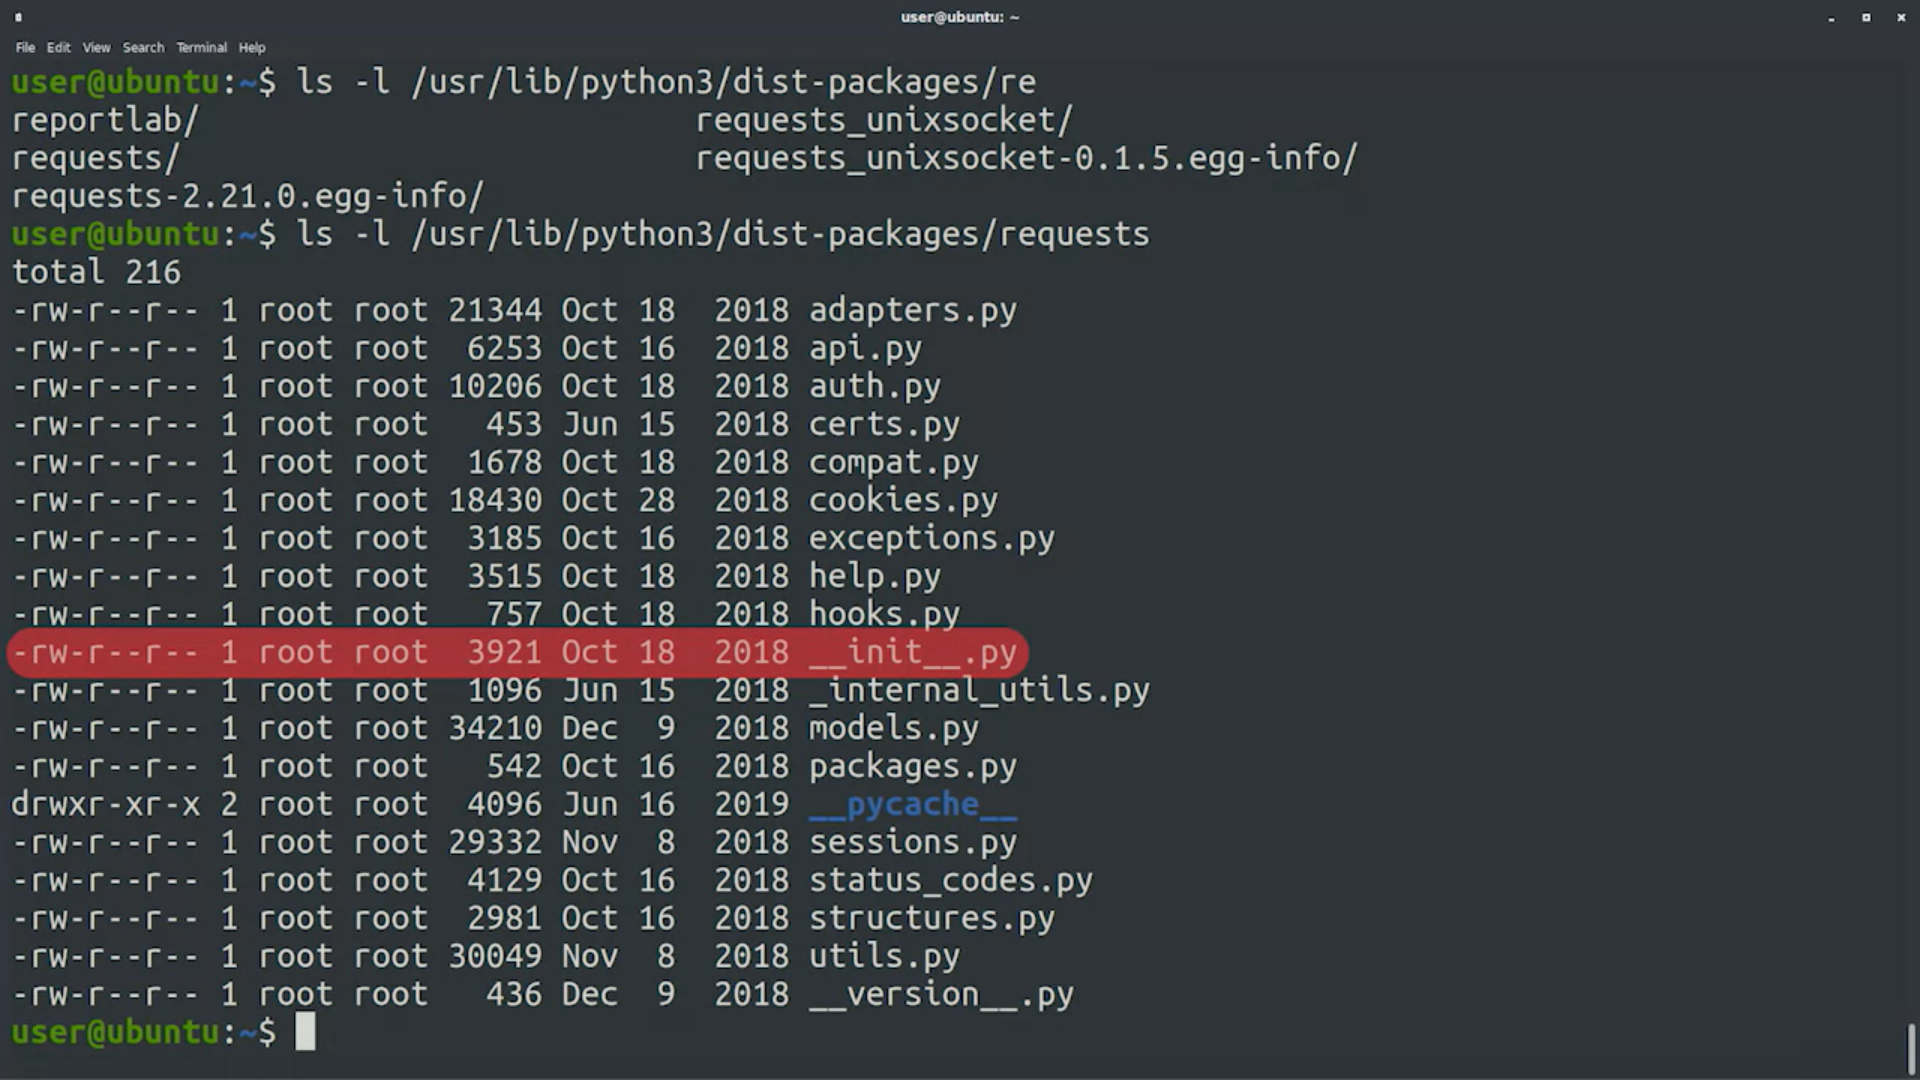 user@ubuntu: ~
File Edit View Search Terminal Help
user@ubuntu:~$ ls -l /usr/lib/python3/dist-packages/re
reportlab/                          requests_unixsocket/
requests/                           requests_unixsocket-0.1.5.egg-info/
requests-2.21.0.egg-info/
user@ubuntu:~$ ls -l /usr/lib/python3/dist-packages/requests
total 216
-rw-r--r-- 1 root root 21344 Oct 18  2018 adapters.py
-rw-r--r-- 1 root root  6253 Oct 16  2018 api.py
-rw-r--r-- 1 root root 10206 Oct 18  2018 auth.py
-rw-r--r-- 1 root root   453 Jun 15  2018 certs.py
-rw-r--r-- 1 root root  1678 Oct 18  2018 compat.py
-rw-r--r-- 1 root root 18430 Oct 28  2018 cookies.py
-rw-r--r-- 1 root root  3185 Oct 16  2018 exceptions.py
-rw-r--r-- 1 root root  3515 Oct 18  2018 help.py
-rw-r--r-- 1 root root   757 Oct 18  2018 hooks.py
-rw-r--r-- 1 root root  3921 Oct 18  2018 __init__.py
-rw-r--r-- 1 root root  1096 Jun 15  2018 _internal_utils.py
-rw-r--r-- 1 root root 34210 Dec  9  2018 models.py
-rw-r--r-- 1 root root   542 Oct 16  2018 packages.py
drwxr-xr-x 2 root root  4096 Jun 16  2019 __pycache__
-rw-r--r-- 1 root root 29332 Nov  8  2018 sessions.py
-rw-r--r-- 1 root root  4129 Oct 16  2018 status_codes.py
-rw-r--r-- 1 root root  2981 Oct 16  2018 structures.py
-rw-r--r-- 1 root root 30049 Nov  8  2018 utils.py
-rw-r--r-- 1 root root   436 Dec  9  2018 __version__.py
user@ubuntu:~$